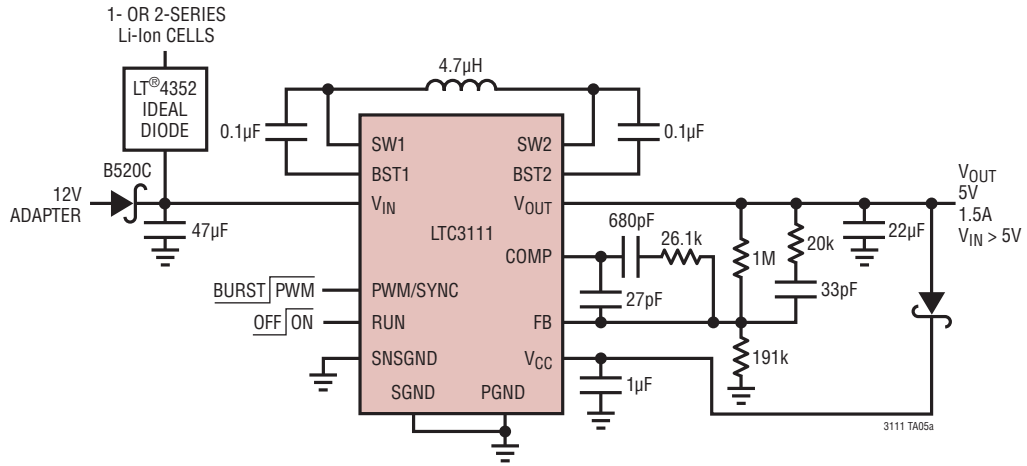 1- OR 2-SERIES
Li-Ion CELLS
LT®4352
IDEAL
DIODE
B520C
12V
ADAPTER
47µF
4.7µH
0.1µF
0.1µF
SW1
SW2
BST1
BST2
VIN
VOUT
LTC3111
COMP
PWM/SYNC
RUN
FB
SNSGND
VCC
SGND
PGND
BURST PWM
OFF ON
680pF
26.1k
27pF
1M
20k
33pF
22µF
191k
1µF
VOUT
5V
1.5A
VIN > 5V
3111 TA05a